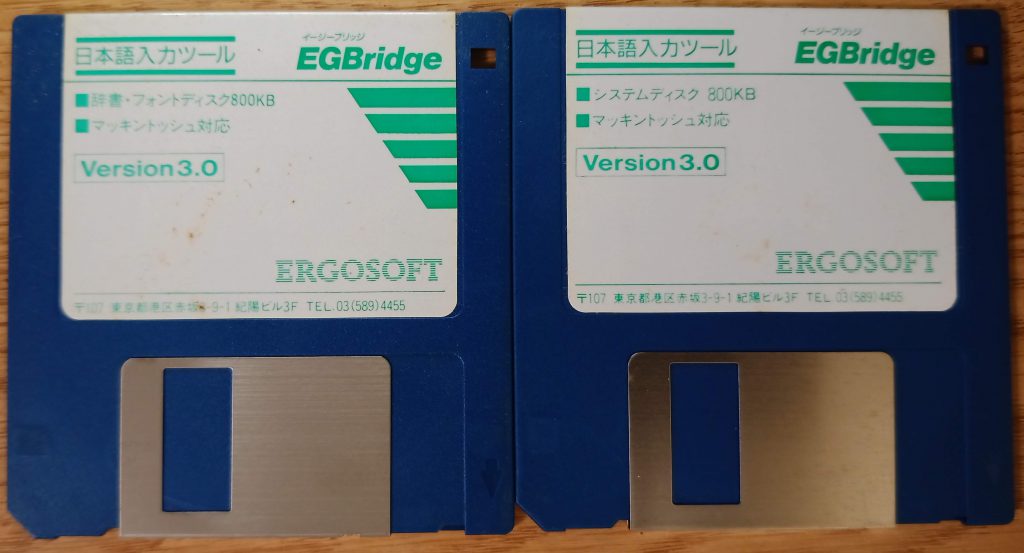 日本語入力ツール
イージーブリッジ
EGBridge
■辞書・フォントディスク800KB
■マッキントッシュ対応
Version 3.0
ERGOSOFT
〒107 東京都港区赤坂3-9-1 紀陽ビル3F TEL.03(589)4455
日本語入力ツール
イージーブリッジ
EGBridge
■システムディスク 800KB
■マッキントッシュ対応
Version 3.0
ERGOSOFT
〒107 東京都港区赤坂3-9-1 紀陽ビル3F TEL 03(589)4455